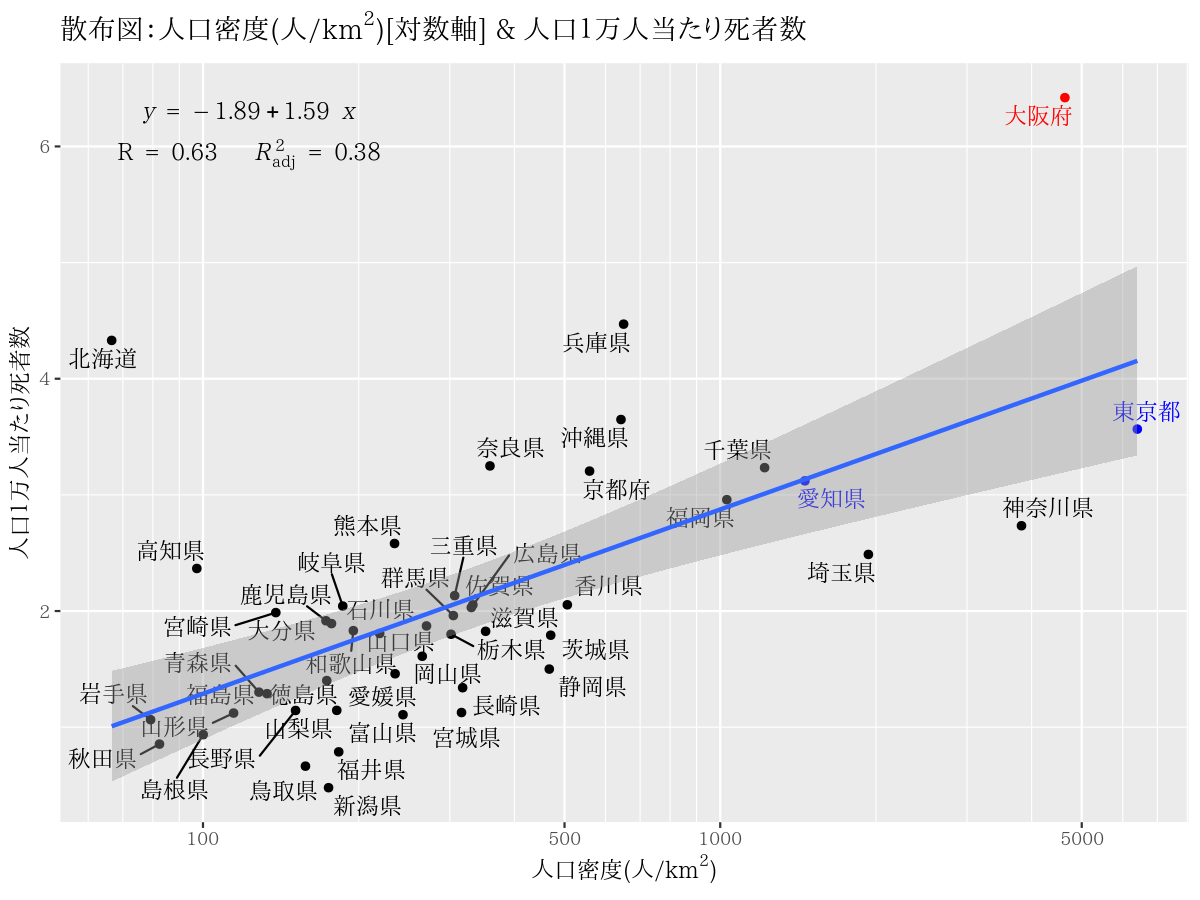 散布図：人口密度(人/km²)[対数軸] & 人口1万人当たり死者数
y = −1.89 + 1.59 x
R = 0.63 R²adj = 0.38
大阪府
6
兵庫県
北海道
4
東京都
沖縄県
奈良県
千葉県
京都府
愛知県
神奈川県
福岡県
熊本県
三重県
広島県
高知県
岐阜県
埼玉県
群馬県
佐賀県
香川県
鹿児島県
石川県
2
宮崎県
大分県
滋賀県
山口県
栃木県
茨城県
青森県
和歌山県
岡山県
静岡県
岩手県
福島県
徳島県
愛媛県
長崎県
山形県
山梨県
富山県
宮城県
秋田県
長野県
福井県
島根県
鳥取県
新潟県
100
500
1000
5000
人口密度(人/km²)
人口1万人当たり死者数